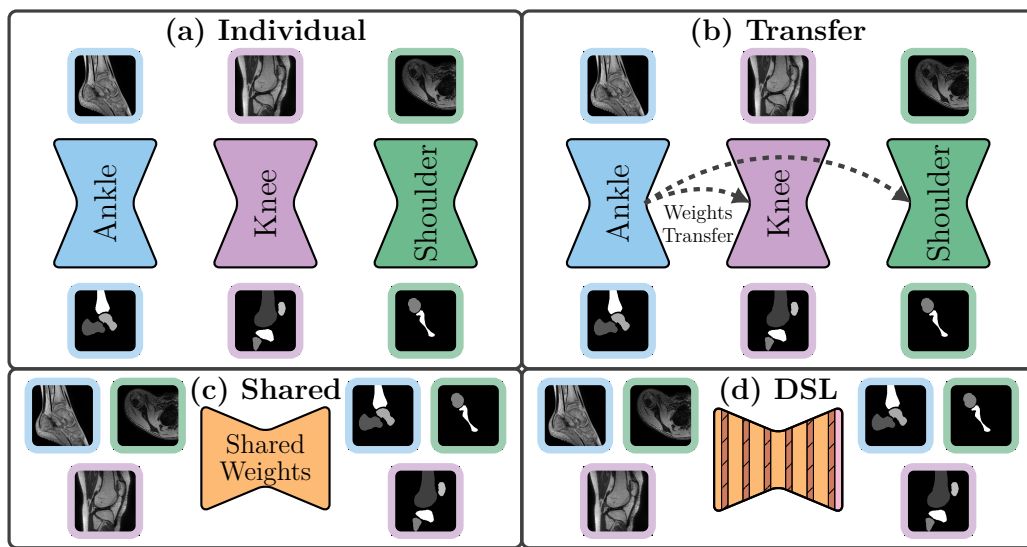 (a) Individual
Ankle
Knee
Shoulder
(b) Transfer
Ankle
Weights
Transfer
Knee
Shoulder
(c) Shared
Shared
Weights
(d) DSL